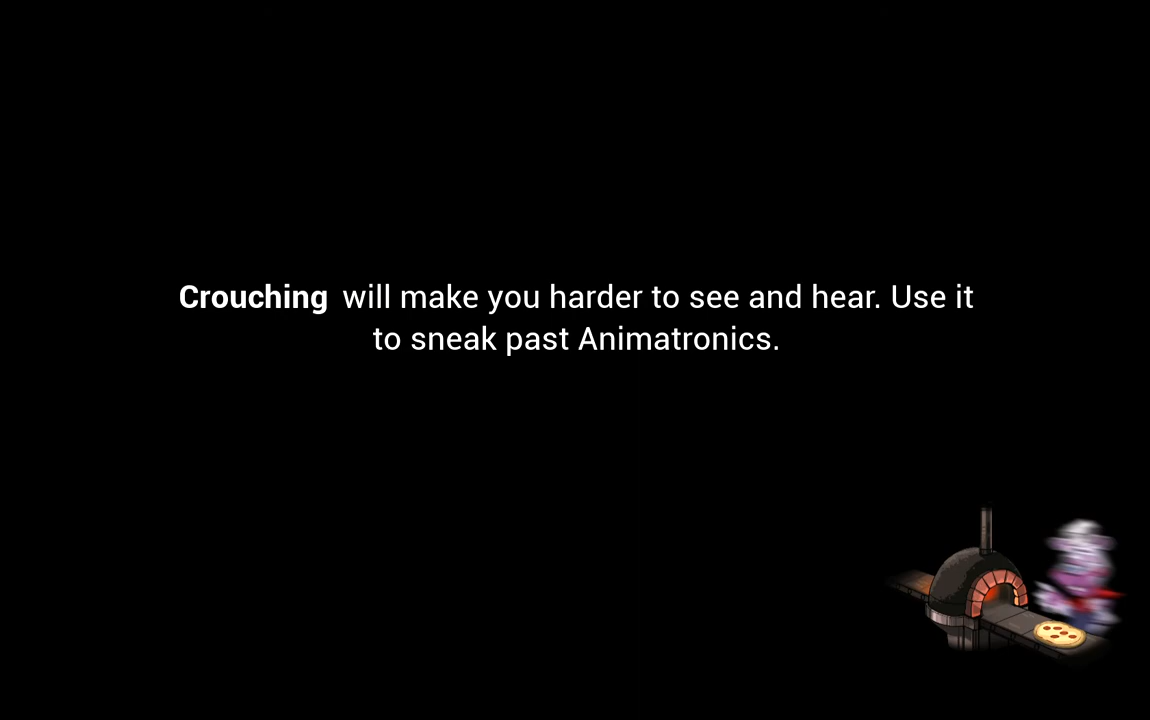 Crouching will make you harder to see and hear. Use it
to sneak past Animatronics.